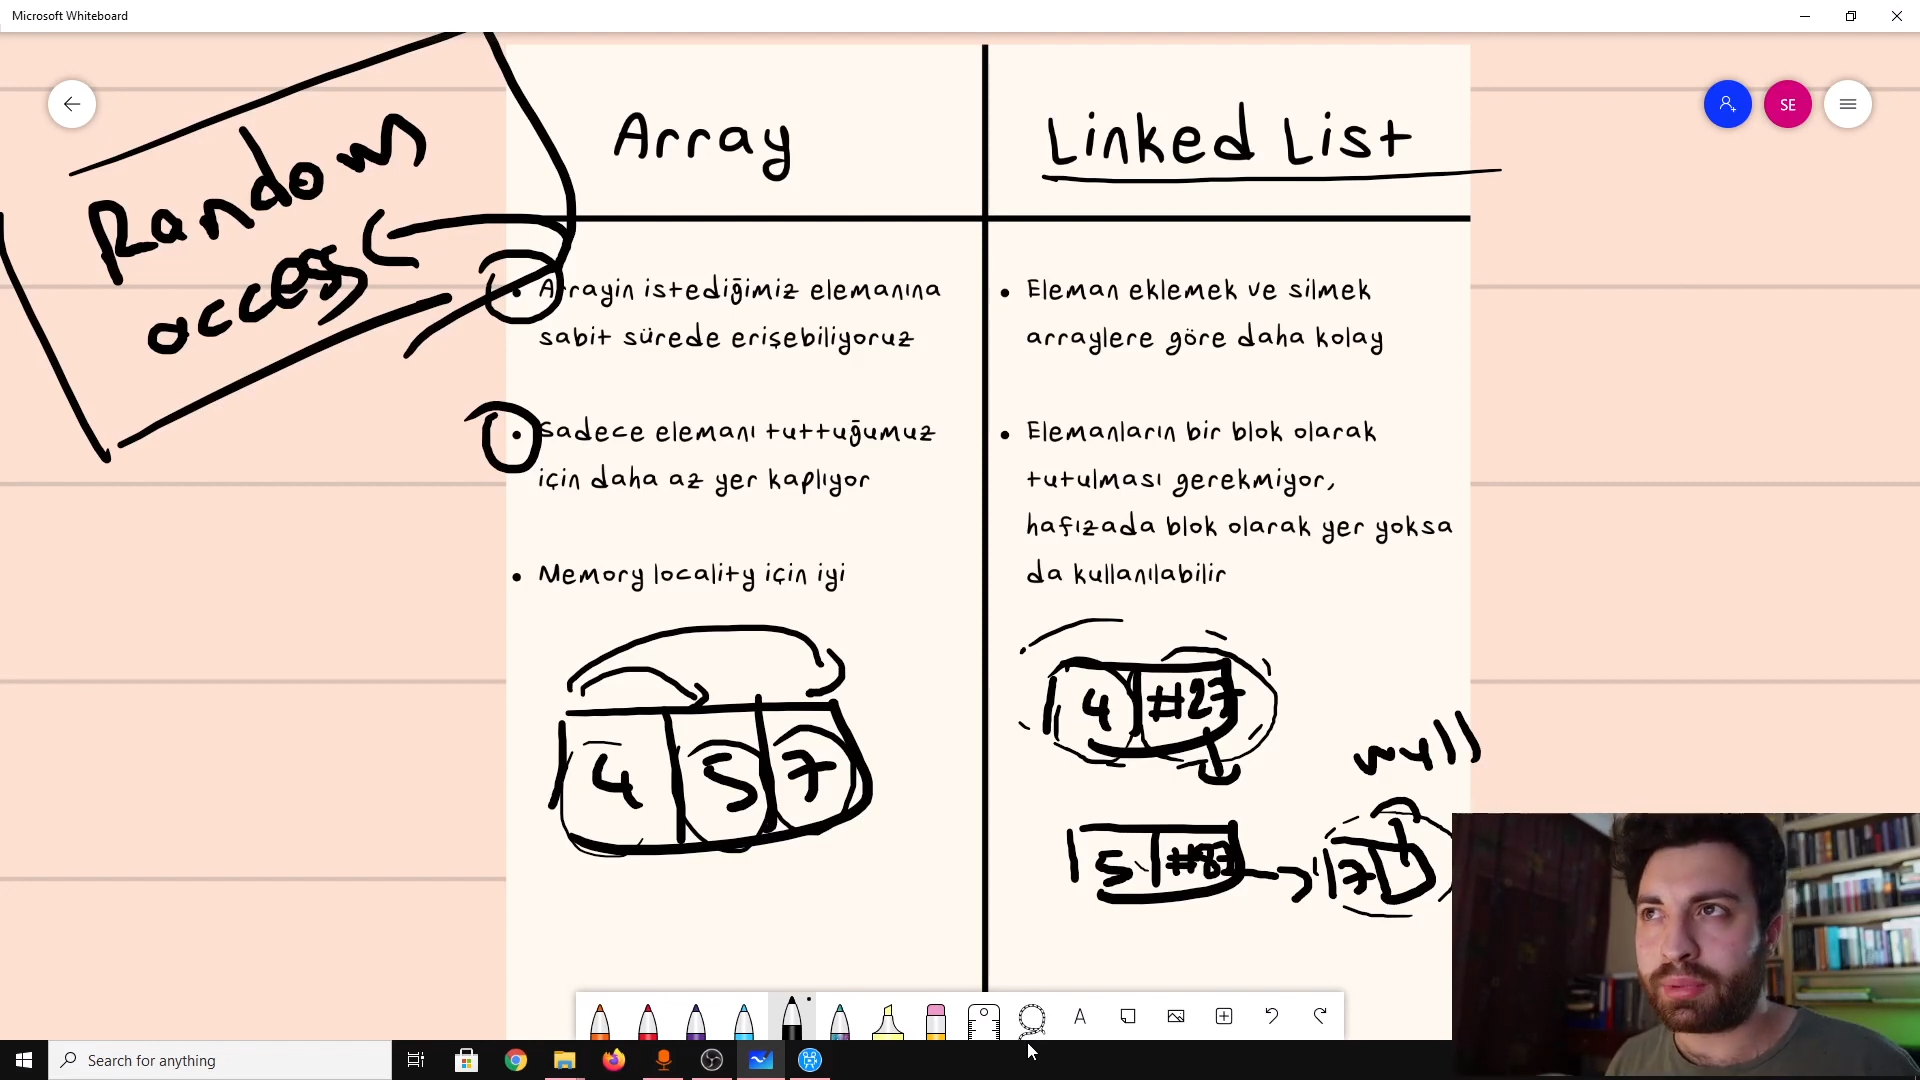 Microsoft Whiteboard
Random
access
SE
Array
Linked List
• Arrayin istediğimiz elemanına
sabit sürede erişebiliyoruz
• Sadece elemanı tuttuğumuz
için daha az yer kaplıyor
• Memory locality için iyi
4 5 7
• Eleman eklemek ve silmek
arraylere göre daha kolay
• Elemanların bir blok olarak
tutulması gerekmiyor,
hafızada blok olarak yer yoksa
da kullanılabilir
4 #27
null
5 #87 7
A
Search for anything